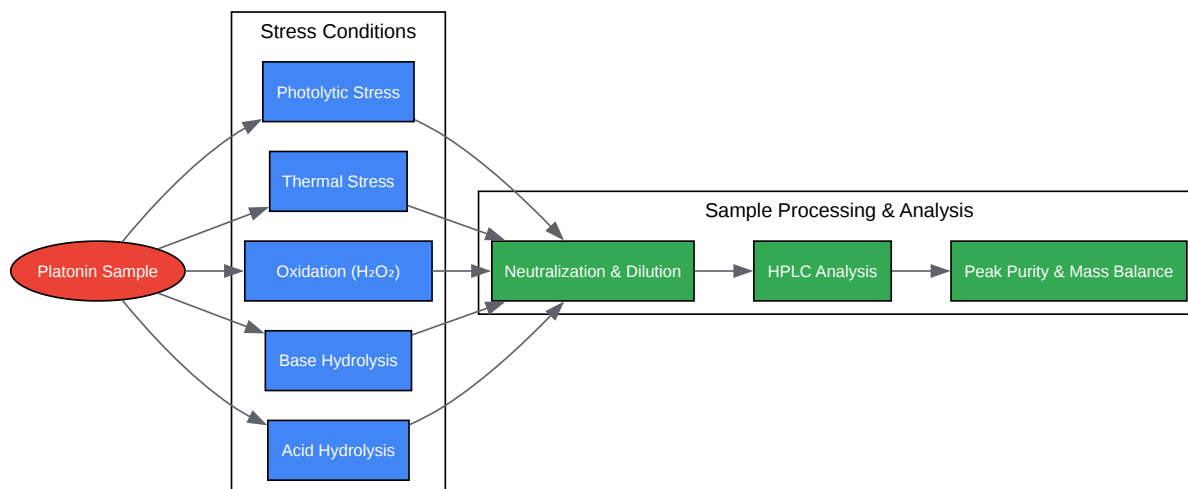 Stress Conditions
Photolytic Stress
Thermal Stress
Sample Processing & Analysis
Platonin Sample
Oxidation (H₂O₂)
Neutralization & Dilution
HPLC Analysis
Peak Purity & Mass Balance
Base Hydrolysis
Acid Hydrolysis